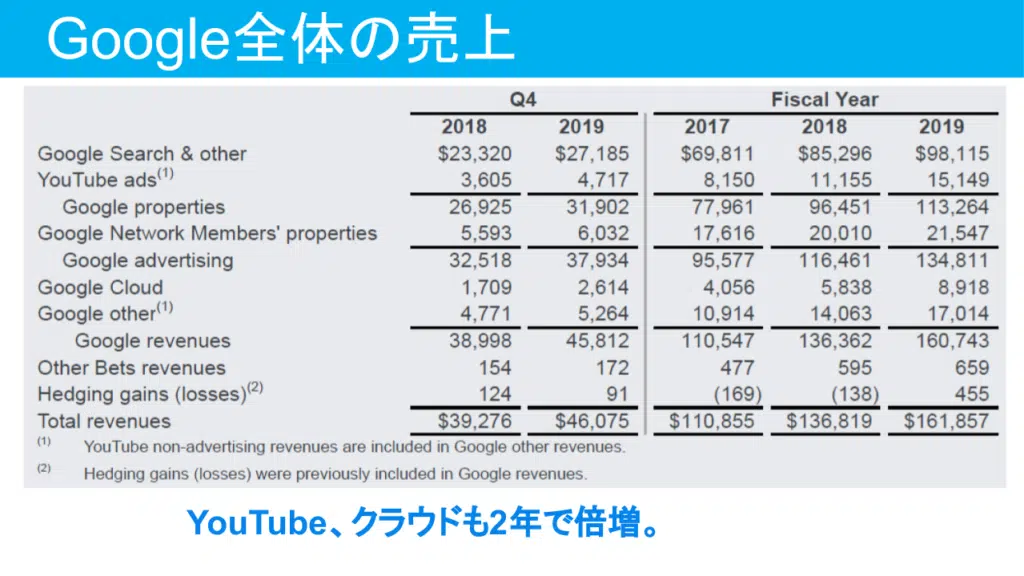 Google全体の売上
Q4 Fiscal Year
2018 2019 2017 2018 2019
Google Search & other $23,320 $27,185 $69,811 $85,296 $98,115
YouTube ads(1) 3,605 4,717 8,150 11,155 15,149
Google properties 26,925 31,902 77,961 96,451 113,264
Google Network Members' properties 5,593 6,032 17,616 20,010 21,547
Google advertising 32,518 37,934 95,577 116,461 134,811
Google Cloud 1,709 2,614 4,056 5,838 8,918
Google other(1) 4,771 5,264 10,914 14,063 17,014
Google revenues 38,998 45,812 110,547 136,362 160,743
Other Bets revenues 154 172 477 595 659
Hedging gains (losses)(2) 124 91 (169) (138) 455
Total revenues $39,276 $46,075 $110,855 $136,819 $161,857
(1) YouTube non-advertising revenues are included in Google other revenues.
(2) Hedging gains (losses) were previously included in Google revenues.
YouTube、クラウドも2年で倍増。